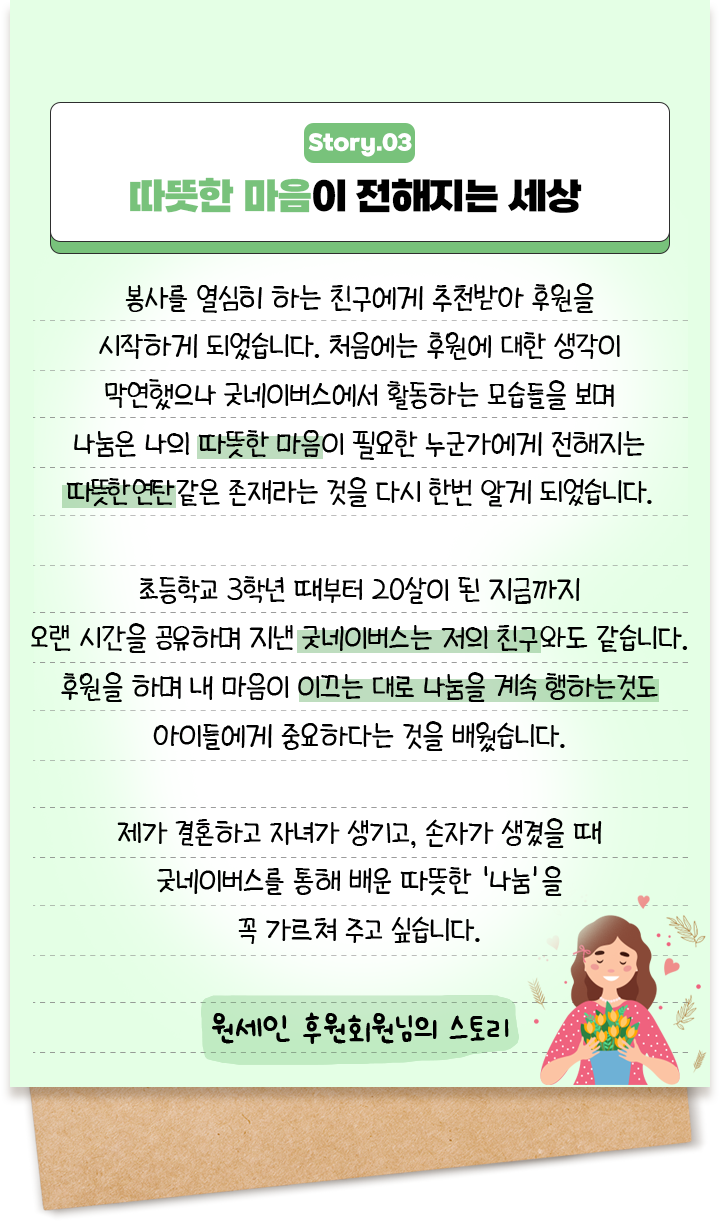 Story.03
따뜻한 마음이 전해지는 세상
봉사를 열심히 하는 친구에게 추천받아 후원을
시작하게 되었습니다. 처음에는 후원에 대한 생각이
막연했으나 굿네이버스에서 활동하는 모습들을 보며
나눔은 나의 따뜻한 마음이 필요한 누군가에게 전해지는
따뜻한연탄같은 존재라는 것을 다시 한번 알게 되었습니다.
초등학교 3학년 때부터 20살이 된 지금까지
오랜 시간을 공유하며 지낸 굿네이버스는 저의 친구와도 같습니다.
후원을 하며 내 마음이 이끄는 대로 나눔을 계속 행하는것도
아이들에게 중요하다는 것을 배웠습니다.
제가 결혼하고 자녀가 생기고, 손자가 생겼을 때
굿네이버스를 통해 배운 따뜻한 '나눔'을
꼭 가르쳐 주고 싶습니다.
원세인 후원회원님의 스토리